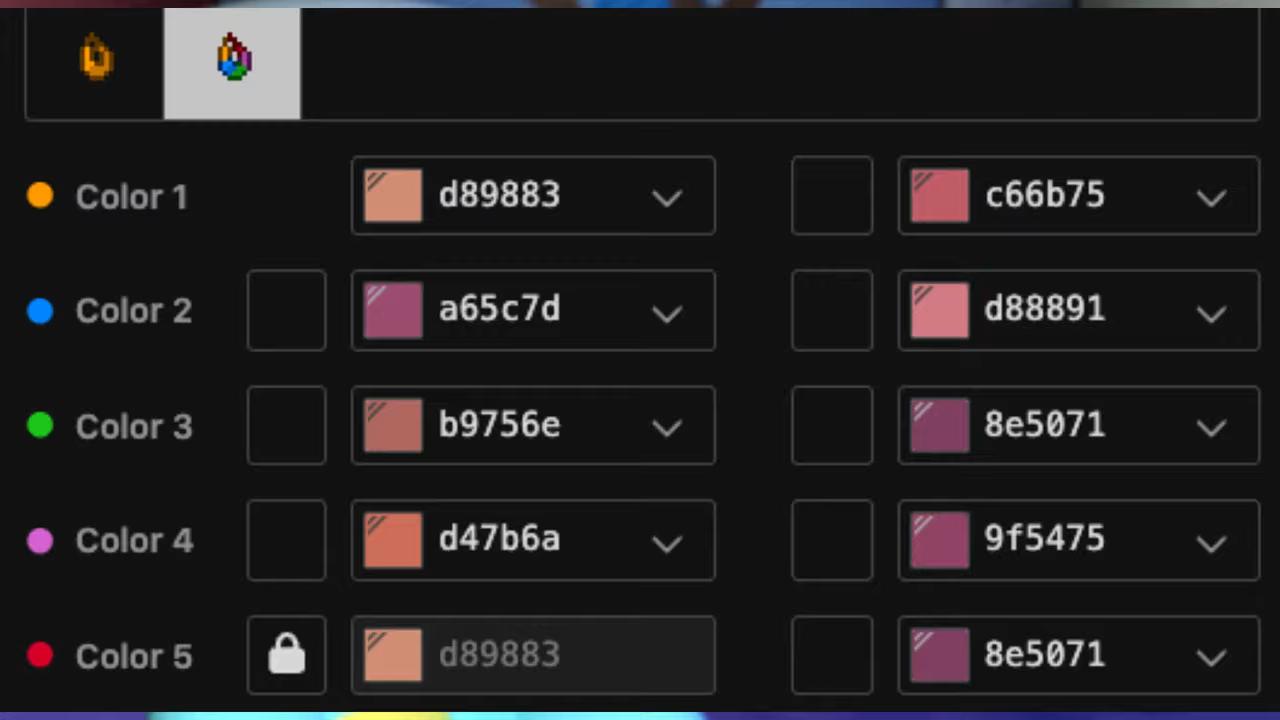 Color 1 d89883 c66b75
Color 2 a65c7d d88891
Color 3 b9756e 8e5071
Color 4 d47b6a 9f5475
Color 5 d89883 8e5071